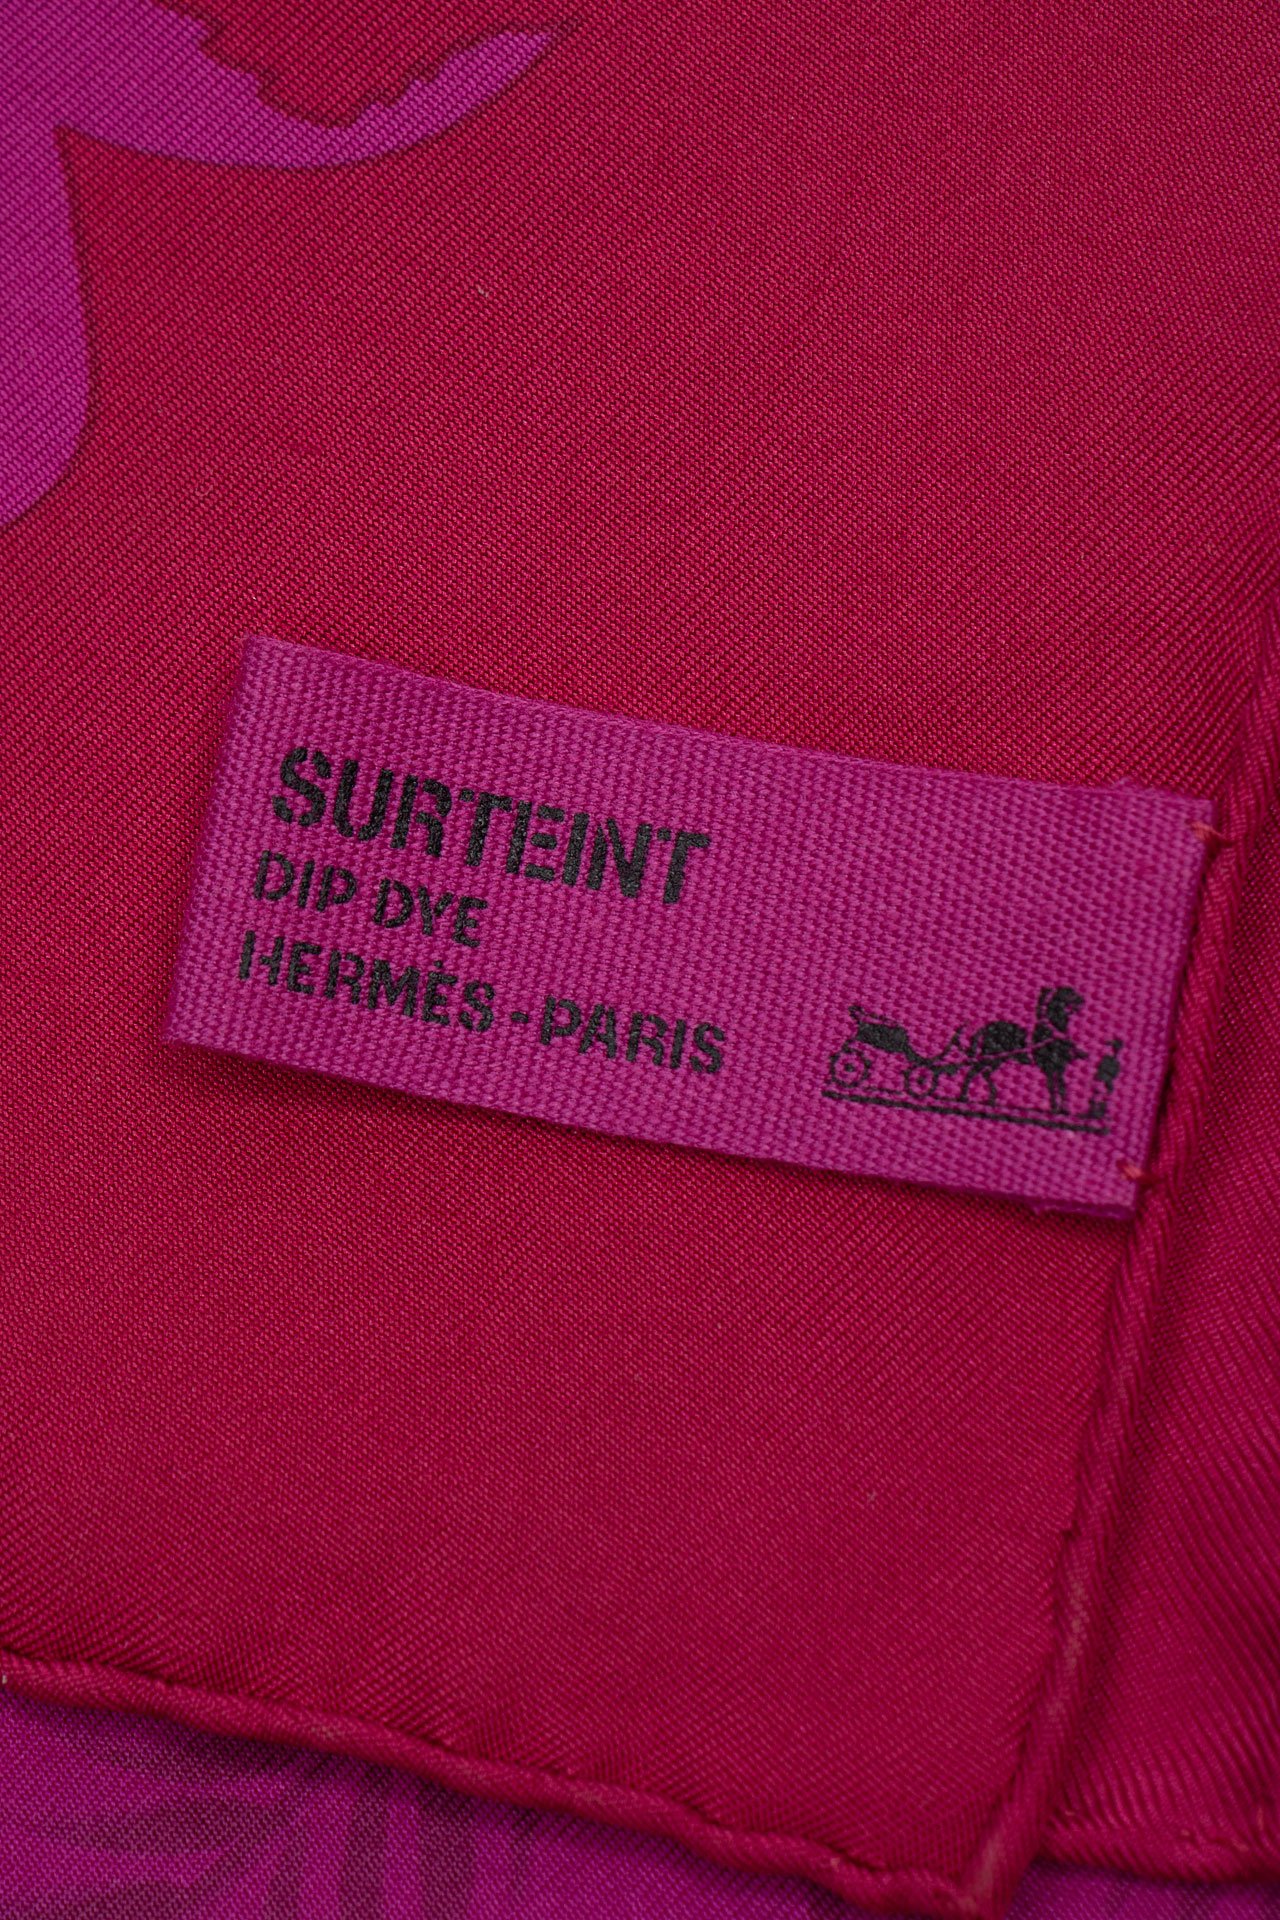 SURTEINT
DIP DYE
HERMÈS - PARIS